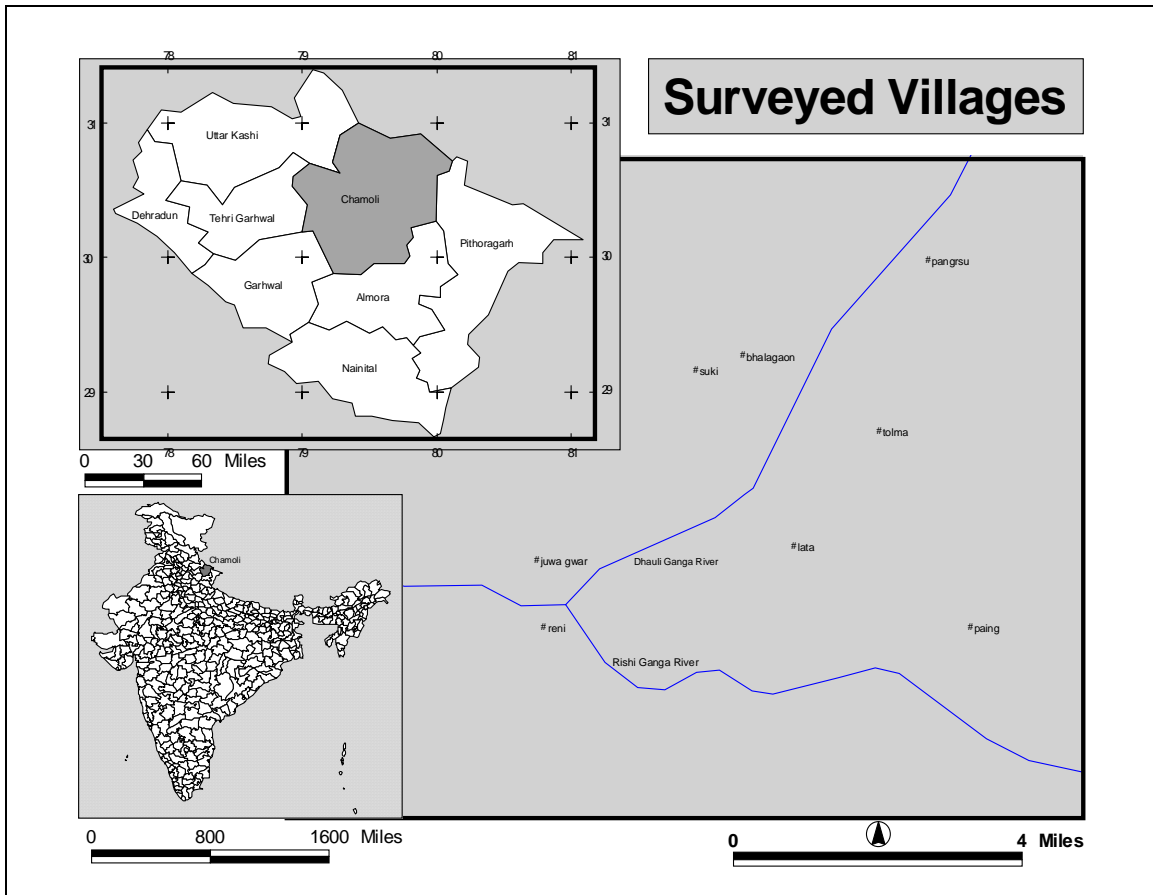 Surveyed Villages
78 79 80 81
31 31
30 30
29 29
78 79 80 81
Uttar Kashi
Dehradun
Tehri Garhwal
Chamoli
Pithoragarh
Garhwal
Almora
Nainital
0 30 60 Miles
Chamoli
0 800 1600 Miles
#pangrsu
#bhalagaon
#suki
#tolma
#lata
#juwa gwar
Dhauli Ganga River
#reni
#paing
Rishi Ganga River
0 4 Miles